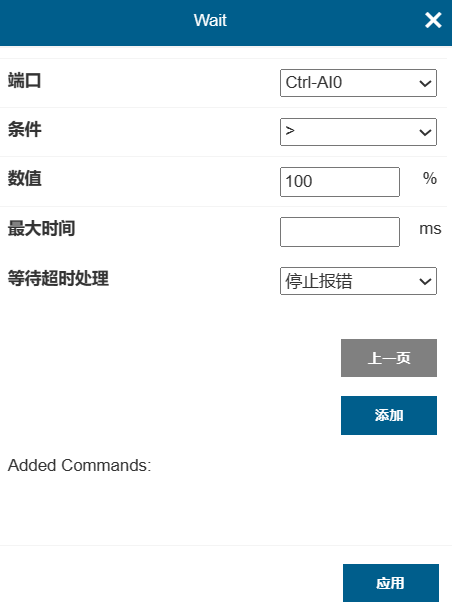 Wait
端口 Ctrl-AI0
条件 >
数值 100 %
最大时间 ms
等待超时处理 停止报错
上一页
添加
Added Commands:
应用